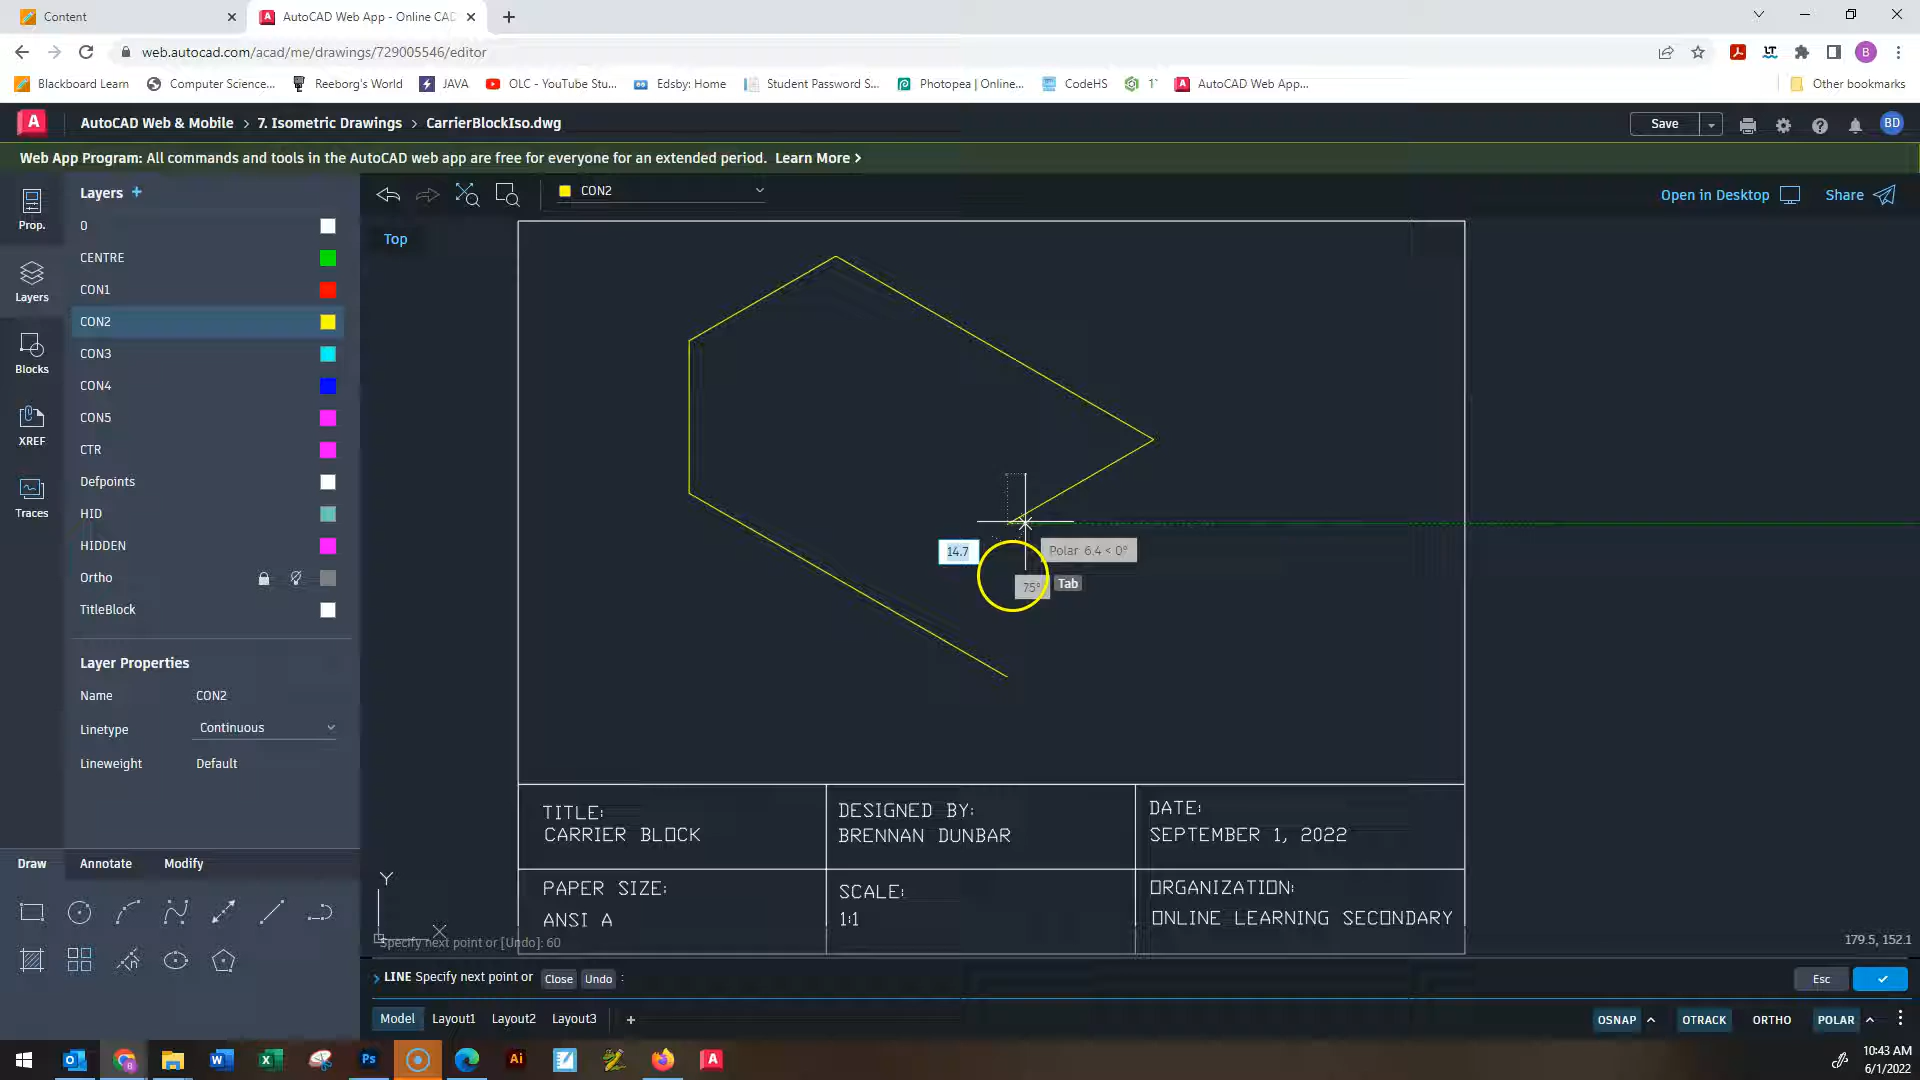 Content
AutoCAD Web App - Online CAD
web.autocad.com/acad/me/drawings/729005546/editor
B
Blackboard Learn
Computer Science...
Reeborg's World
JAVA
OLC - YouTube Stu...
Edsby: Home
Student Password S...
Photopea | Online...
CodeHS
AutoCAD Web App...
Other bookmarks
AutoCAD Web & Mobile > 7. Isometric Drawings > CarrierBlockIso.dwg
Save
BD
Web App Program: All commands and tools in the AutoCAD web app are free for everyone for an extended period. Learn More >
Prop.
Layers
Blocks
XREF
Traces
Layers +
0
CENTRE
CON1
CON2
CON3
CON4
CON5
CTR
Defpoints
HID
HIDDEN
Ortho
TitleBlock
Layer Properties
Name CON2
Linetype Continuous
Lineweight Default
Draw Annotate Modify
CON2
Open in Desktop
Share
Top
14.7
Polar 6.4 < 0°
75°
Tab
TITLE:
CARRIER BLOCK
DESIGNED BY:
BRENNAN DUNBAR
DATE:
SEPTEMBER 1, 2022
PAPER SIZE:
ANSI A
SCALE:
1:1
ORGANIZATION:
ONLINE LEARNING SECONDARY
Y
X
Specify next point or [Undo]: 60
179.5, 152.1
> LINE Specify next point or Close Undo :
Esc
Model Layout1 Layout2 Layout3 +
OSNAP OTRACK ORTHO POLAR
10:43 AM
6/1/2022